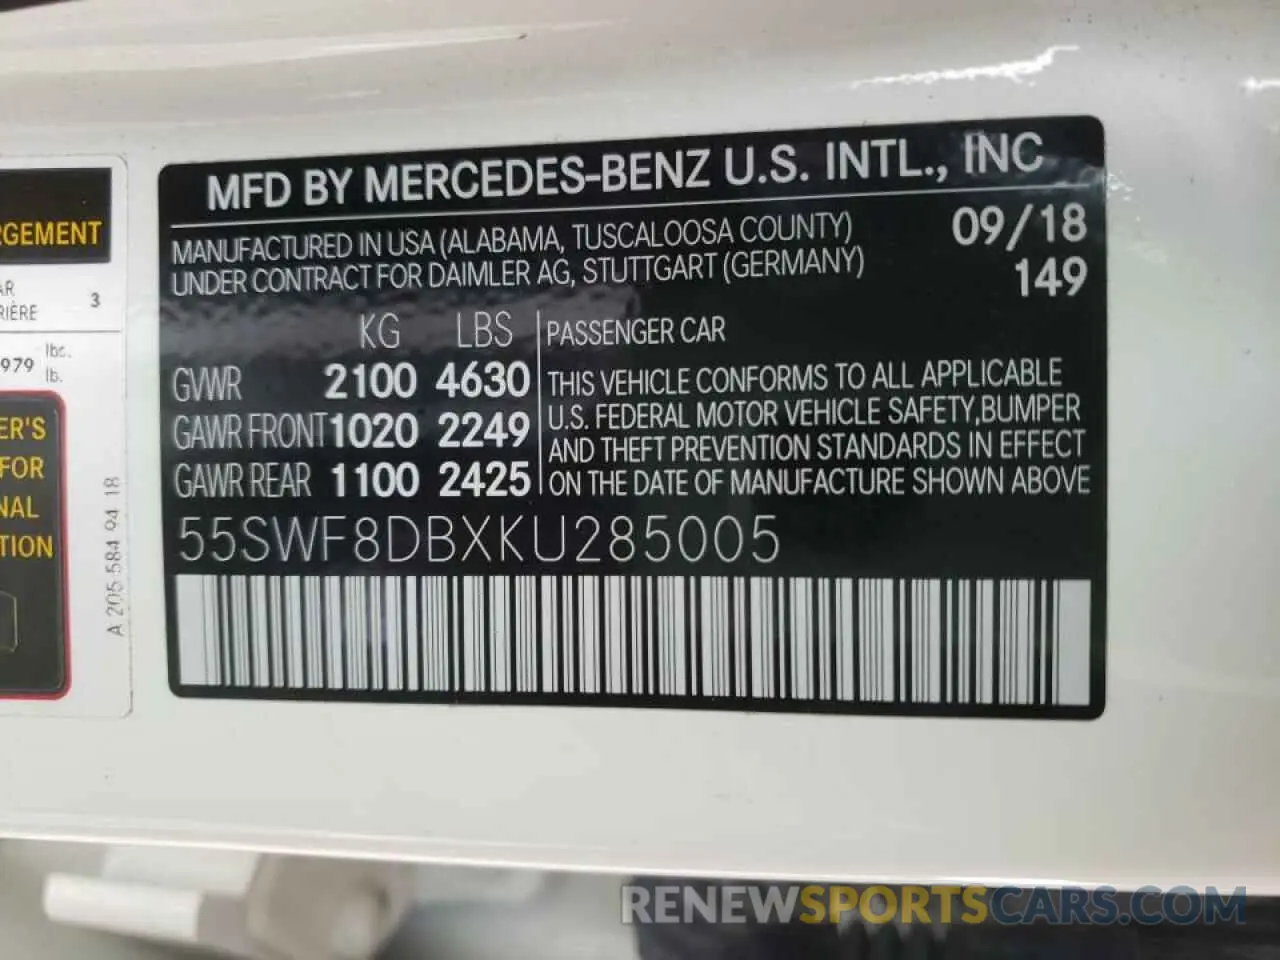 RGEMENT
AR
RIÈRE 3
979 lbs.
lb.
ER'S
FOR
NAL
TION
A 205 584 94 18
MFD BY MERCEDES-BENZ U.S. INTL., INC
MANUFACTURED IN USA (ALABAMA, TUSCALOOSA COUNTY) 09/18
UNDER CONTRACT FOR DAIMLER AG, STUTTGART (GERMANY) 149
KG LBS
GVWR 2100 4630
GAWR FRONT 1020 2249
GAWR REAR 1100 2425
PASSENGER CAR
THIS VEHICLE CONFORMS TO ALL APPLICABLE
U.S. FEDERAL MOTOR VEHICLE SAFETY,BUMPER
AND THEFT PREVENTION STANDARDS IN EFFECT
ON THE DATE OF MANUFACTURE SHOWN ABOVE
55SWF8DBXKU285005
RENEWSPORTSCARS.COM